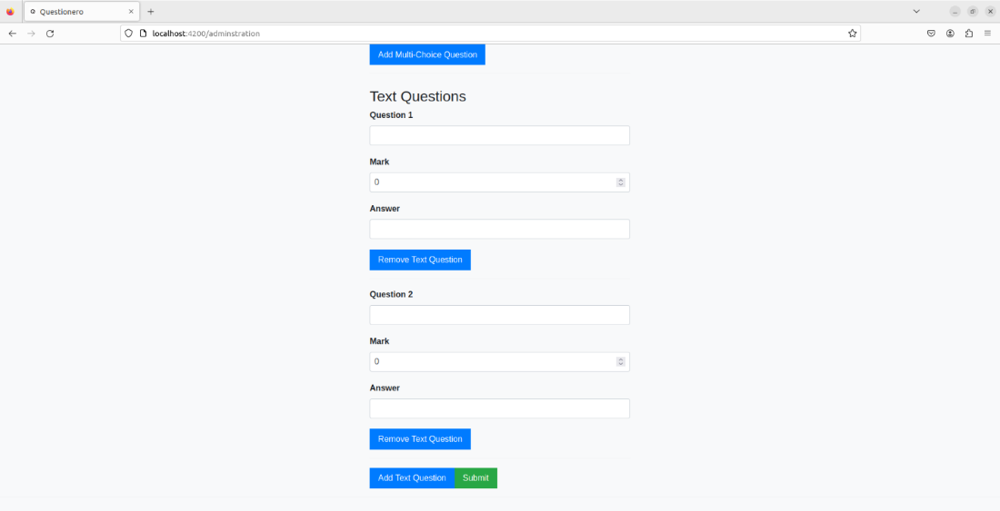 Questionero
localhost:4200/adminstration
Add Multi-Choice Question
Text Questions
Question 1
Mark
0
Answer
Remove Text Question
Question 2
Mark
0
Answer
Remove Text Question
Add Text Question Submit